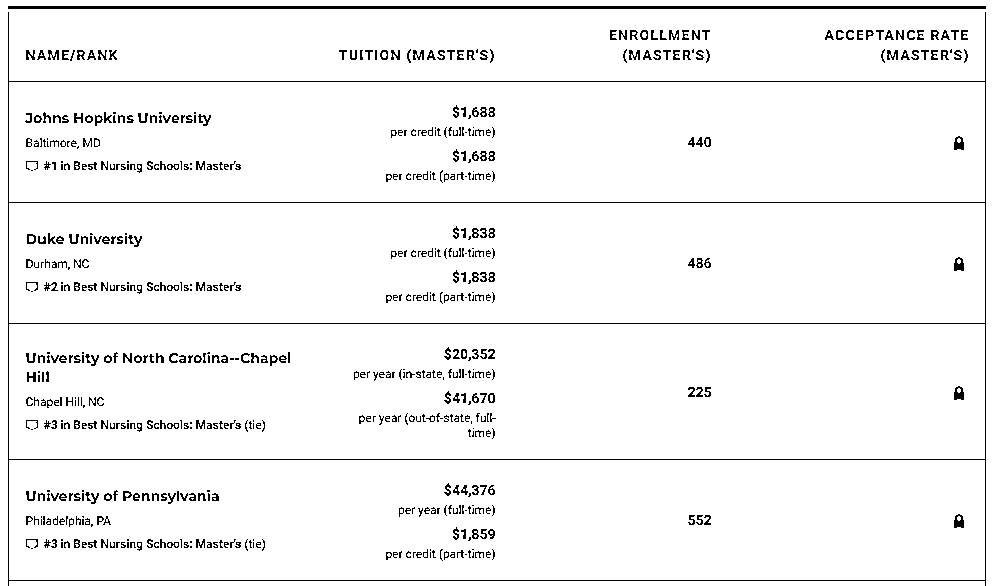 NAME/RANK
TUITION (MASTER'S)
ENROLLMENT
(MASTER'S)
ACCEPTANCE RATE
(MASTER'S)
Johns Hopkins University
Baltimore, MD
#1 in Best Nursing Schools: Master's
$1,688
per credit (full-time)
$1,688
per credit (part-time)
440
Duke University
Durham, NC
#2 in Best Nursing Schools: Master's
$1,838
per credit (full-time)
$1,838
per credit (part-time)
486
University of North Carolina--Chapel
Hill
Chapel Hill, NC
#3 in Best Nursing Schools: Master's (tie)
$20,352
per year (in-state, full-time)
$41,670
per year (out-of-state, full-
time)
225
University of Pennsylvania
Philadelphia, PA
#3 in Best Nursing Schools: Master's (tie)
$44,376
per year (full-time)
$1,859
per credit (part-time)
552